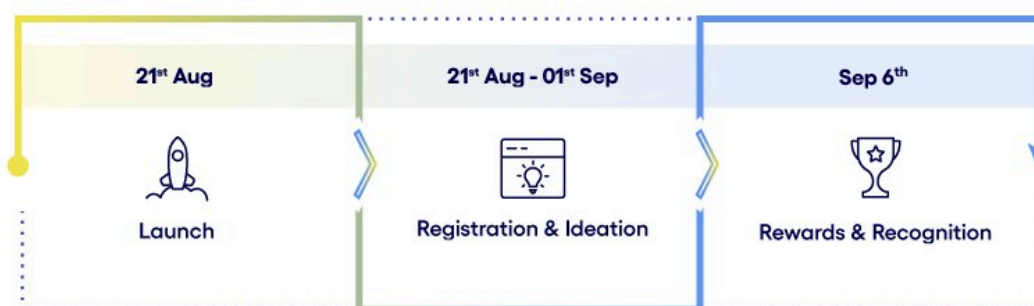 21st Aug
21st Aug - 01st Sep
Sep 6th
Launch
Registration & Ideation
Rewards & Recognition